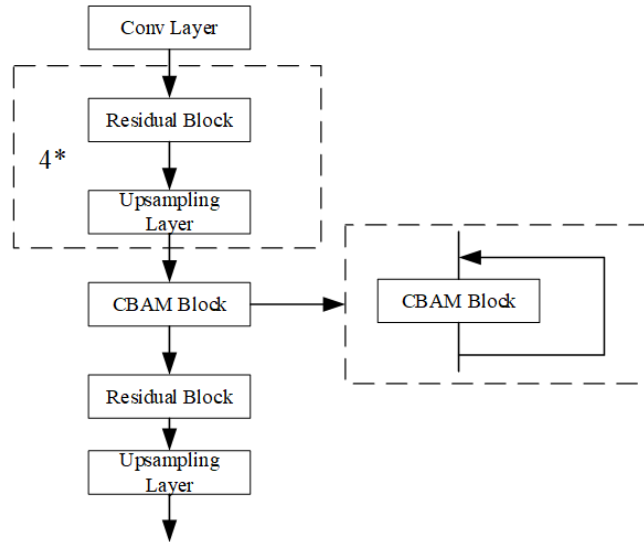 Conv Layer
Residual Block
4*
Upsampling
Layer
CBAM Block
CBAM Block
Residual Block
Upsampling
Layer